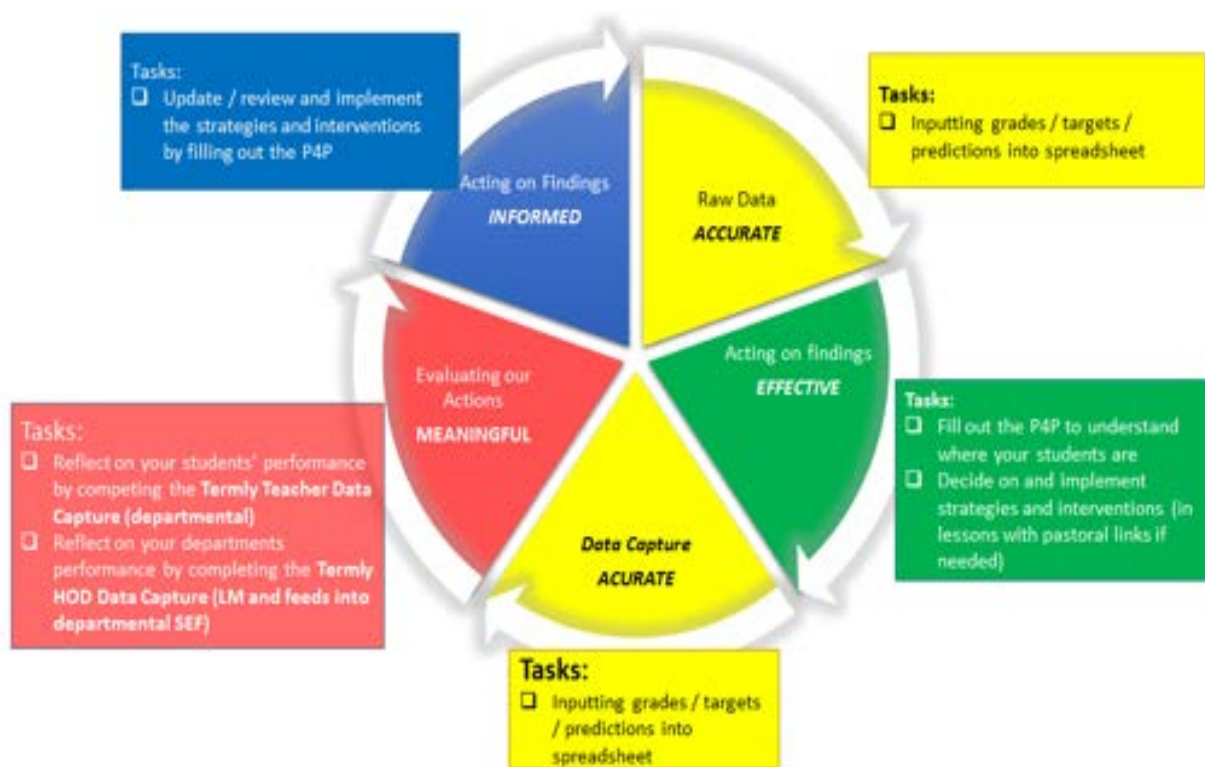 Tasks:
❑ Update / review and implement
the strategies and interventions
by filling out the P4P
Acting on Findings
INFORMED
Raw Data
ACCURATE
Tasks:
❑ Inputting grades / targets /
predictions into spreadsheet
Acting on findings
EFFECTIVE
Tasks:
❑ Fill out the P4P to understand
where your students are
❑ Decide on and implement
strategies and interventions (in
lessons with pastoral links if
needed)
Data Capture
ACURATE
Tasks:
❑ Inputting grades / targets
/ predictions into
spreadsheet
Evaluating our
Actions
MEANINGFUL
Tasks:
❑ Reflect on your students' performance
by competing the Termly Teacher Data
Capture (departmental)
❑ Reflect on your departments
performance by completing the Termly
HOD Data Capture (LM and feeds into
departmental SEF)